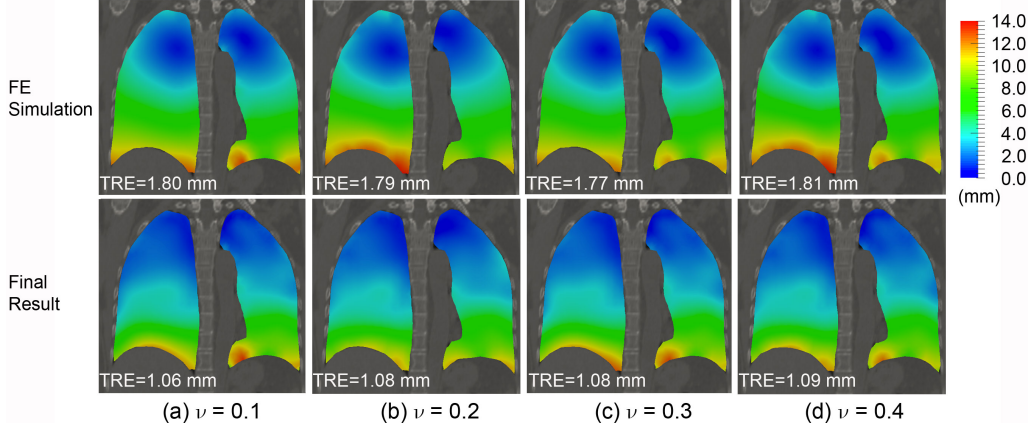 FE
Simulation
TRE=1.80 mm
TRE=1.79 mm
TRE=1.77 mm
TRE=1.81 mm
14.0
12.0
10.0
8.0
6.0
4.0
2.0
0.0
(mm)
Final
Result
TRE=1.06 mm
TRE=1.08 mm
TRE=1.08 mm
TRE=1.09 mm
(a) ν = 0.1
(b) ν = 0.2
(c) ν = 0.3
(d) ν = 0.4